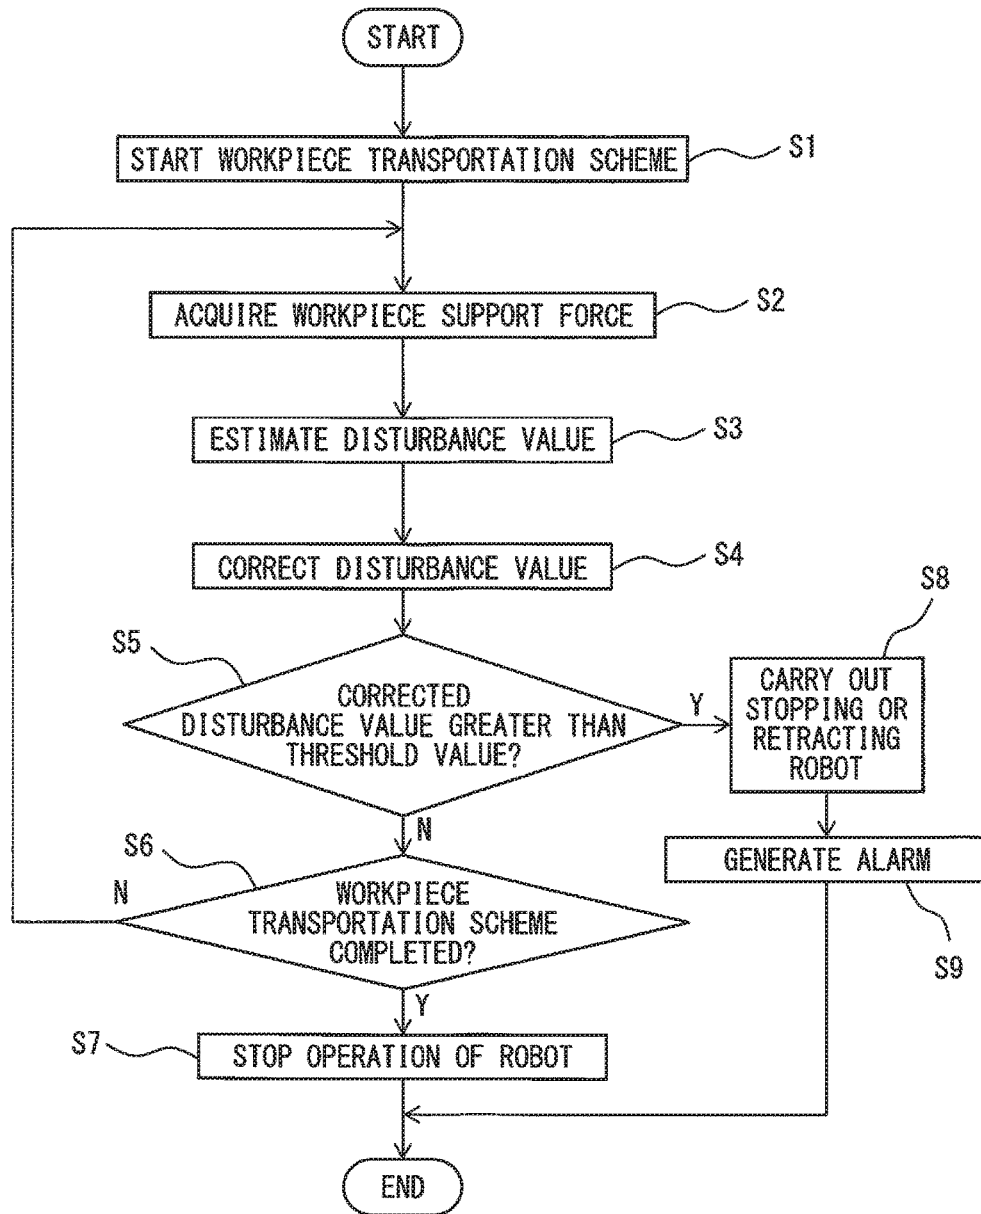 START
START WORKPIECE TRANSPORTATION SCHEME
S1
ACQUIRE WORKPIECE SUPPORT FORCE
S2
ESTIMATE DISTURBANCE VALUE
S3
CORRECT DISTURBANCE VALUE
S4
S5
CORRECTED
DISTURBANCE VALUE GREATER THAN
THRESHOLD VALUE?
Y
N
S8
CARRY OUT
STOPPING OR
RETRACTING
ROBOT
GENERATE ALARM
S9
S6
WORKPIECE
TRANSPORTATION SCHEME
COMPLETED?
N
Y
S7
STOP OPERATION OF ROBOT
END